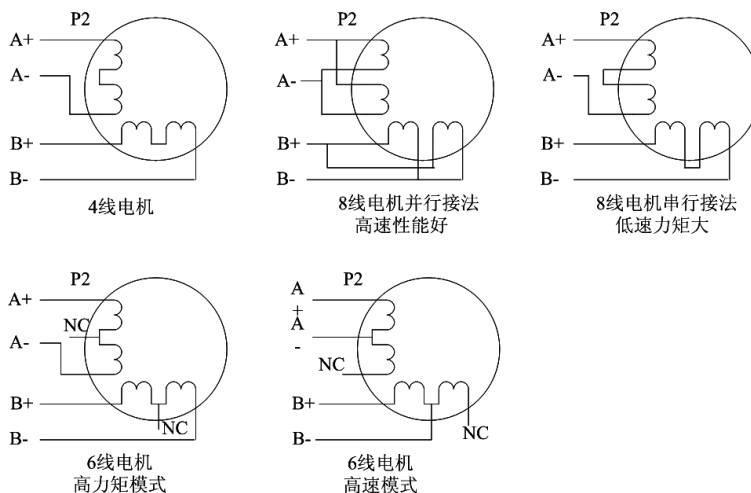 P2
A+
A-
B+
B-
4线电机
P2
A+
A-
B+
B-
8线电机并行接法
高速性能好
P2
A+
A-
B+
B-
8线电机串行接法
低速力矩大
P2
A+
NC
A-
B+
NC
B-
6线电机
高力矩模式
P2
A
+
A
-
NC
B+
B-
NC
6线电机
高速模式